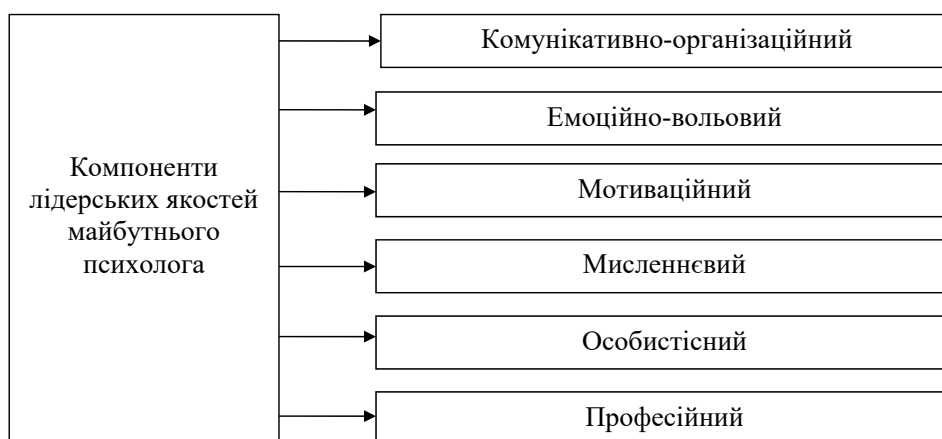 Компоненти
лідерських якостей
майбутнього
психолога
Комунікативно-організаційний
Емоційно-вольовий
Мотиваційний
Мисленнєвий
Особистісний
Професійний